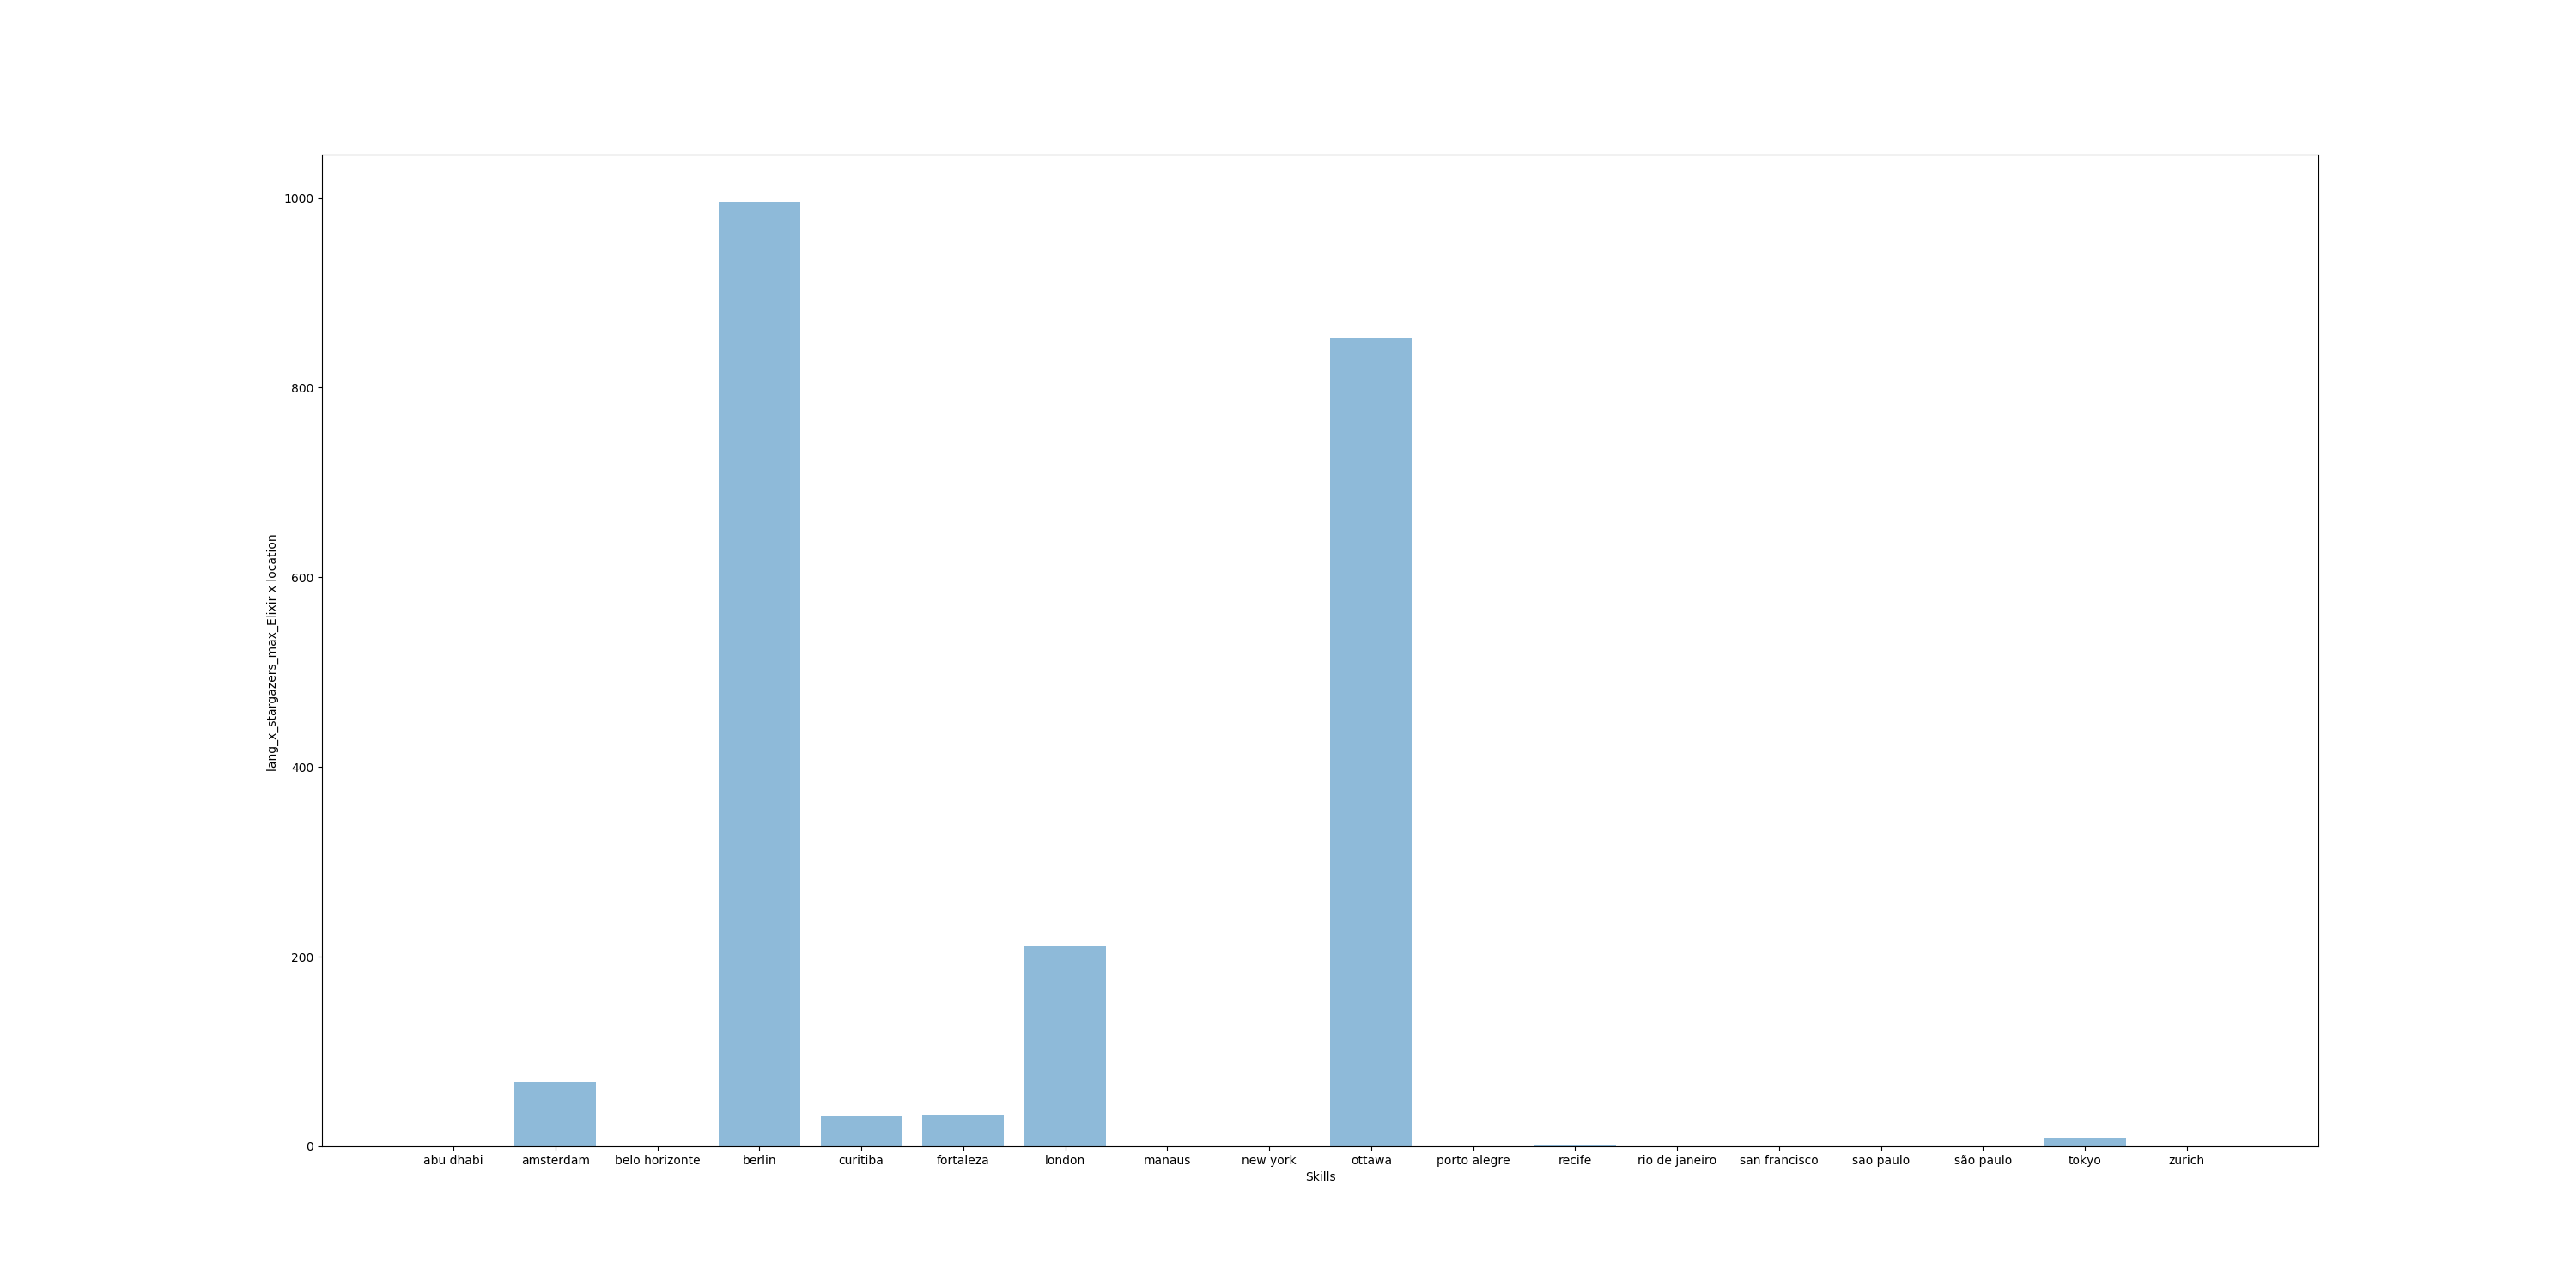 1000
800
600
400
200
0
lang_x_stargazers_max_Elixir x location
abu dhabi amsterdam belo horizonte berlin curitiba fortaleza london manaus new york ottawa porto alegre recife rio de janeiro san francisco sao paulo são paulo tokyo zurich
Skills